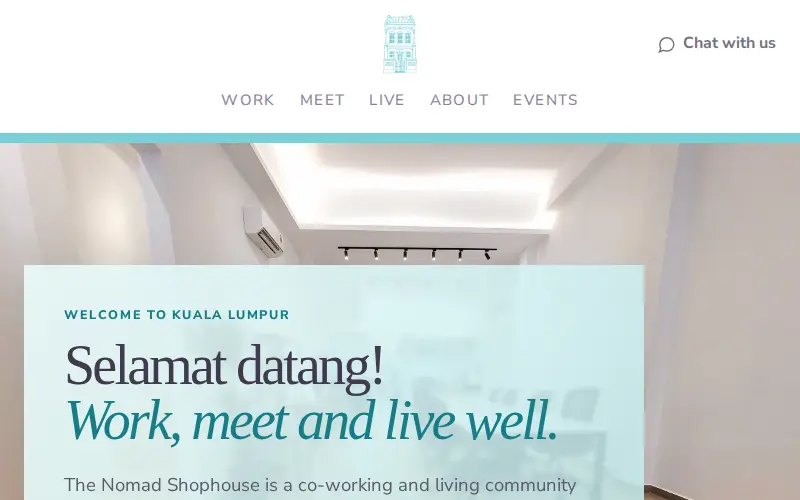 Chat with us
WORK MEET LIVE ABOUT EVENTS
WELCOME TO KUALA LUMPUR
Selamat datang!
Work, meet and live well.
The Nomad Shophouse is a co-working and living community